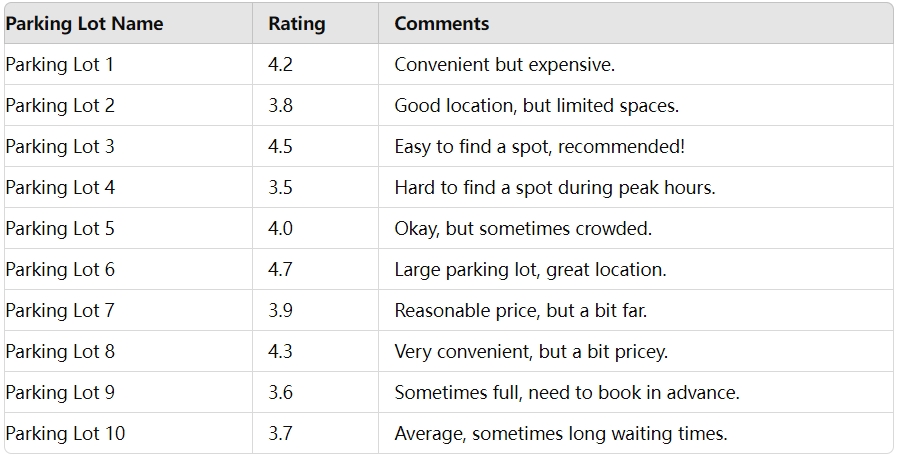 Parking Lot Name Rating Comments
Parking Lot 1 4.2 Convenient but expensive.
Parking Lot 2 3.8 Good location, but limited spaces.
Parking Lot 3 4.5 Easy to find a spot, recommended!
Parking Lot 4 3.5 Hard to find a spot during peak hours.
Parking Lot 5 4.0 Okay, but sometimes crowded.
Parking Lot 6 4.7 Large parking lot, great location.
Parking Lot 7 3.9 Reasonable price, but a bit far.
Parking Lot 8 4.3 Very convenient, but a bit pricey.
Parking Lot 9 3.6 Sometimes full, need to book in advance.
Parking Lot 10 3.7 Average, sometimes long waiting times.